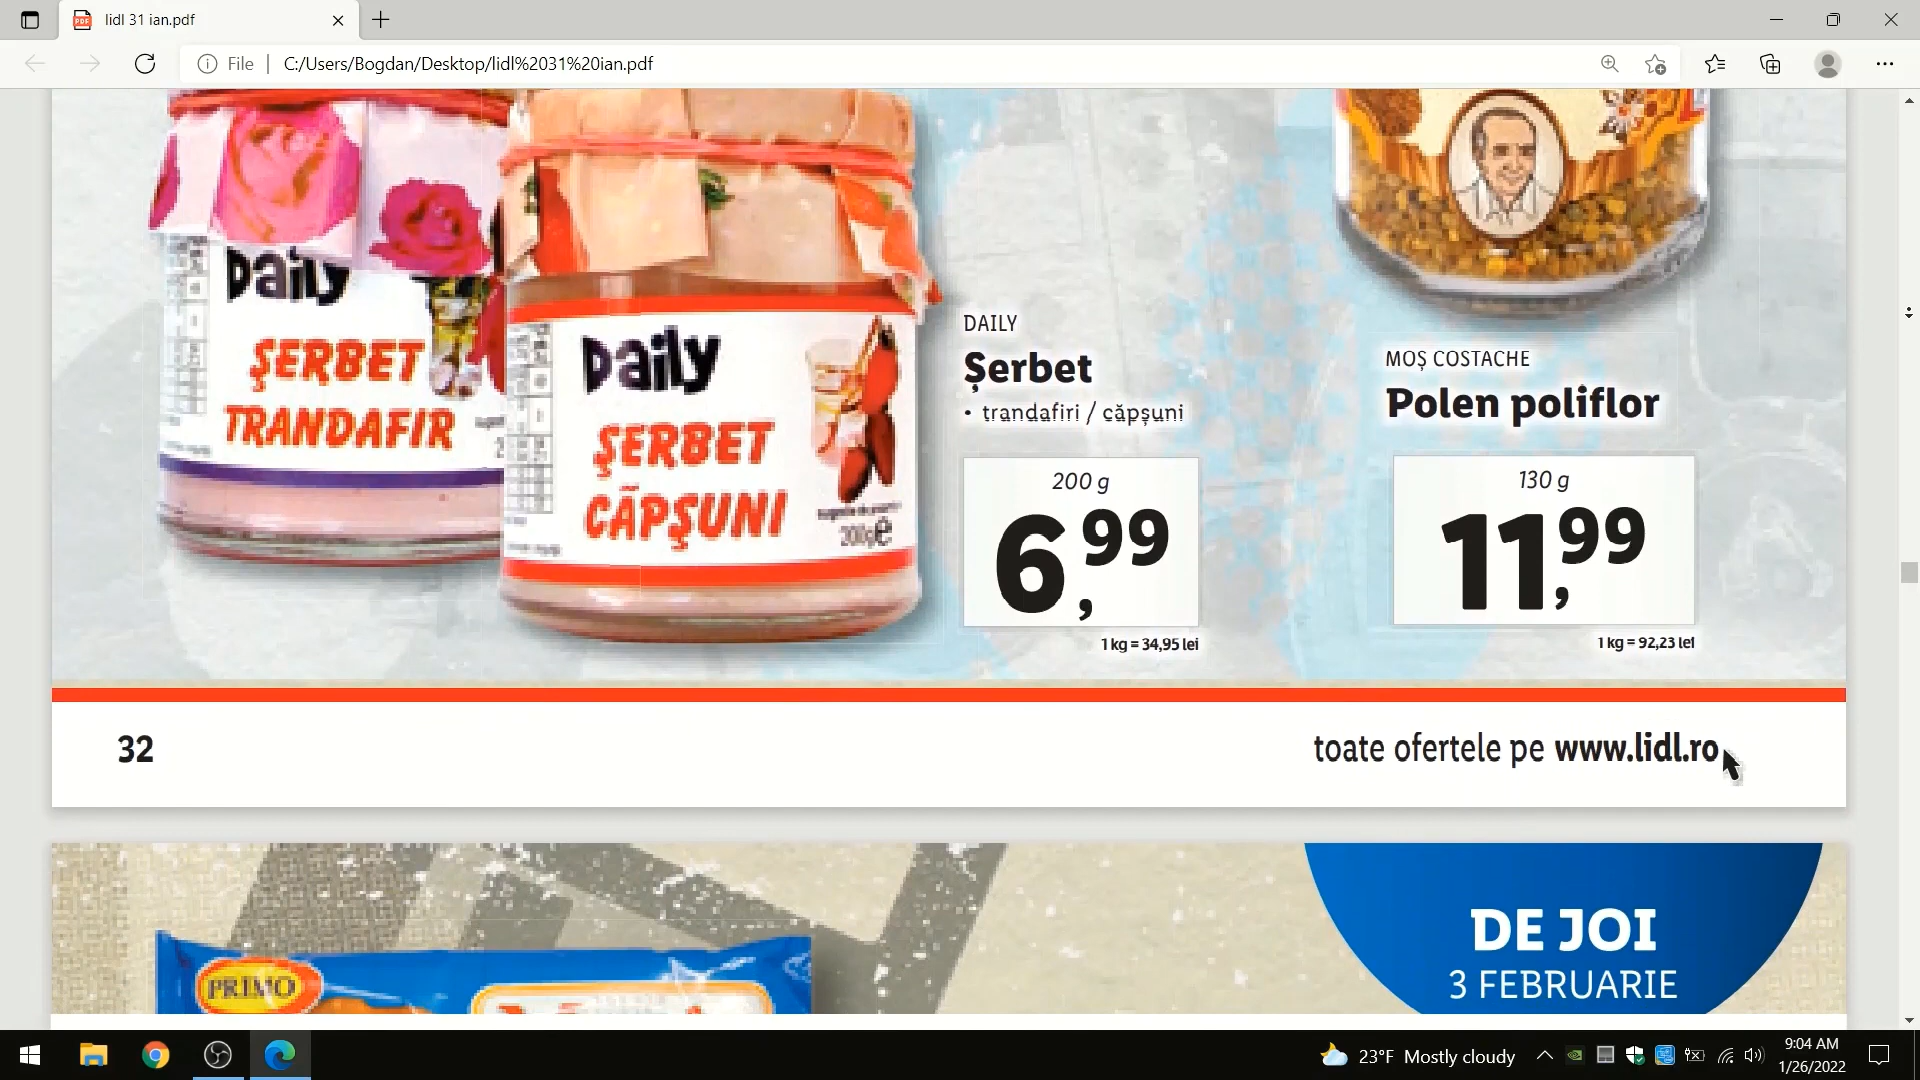 lidl 31 ian.pdf
File
C:/Users/Bogdan/Desktop/lidl%2031%20ian.pdf
Daily
ŞERBET
TRANDAFIR
Daily
ŞERBET
CĂPŞUNI
200g e
DAILY
Șerbet
• trandafiri / căpșuni
200 g
6,99
1 kg = 34,95 lei
MOȘ COSTACHE
Polen poliflor
130 g
11,99
1 kg = 92,23 lei
32
toate ofertele pe www.lidl.ro
PRIMO
DE JOI
3 FEBRUARIE
23°F Mostly cloudy
9:04 AM
1/26/2022